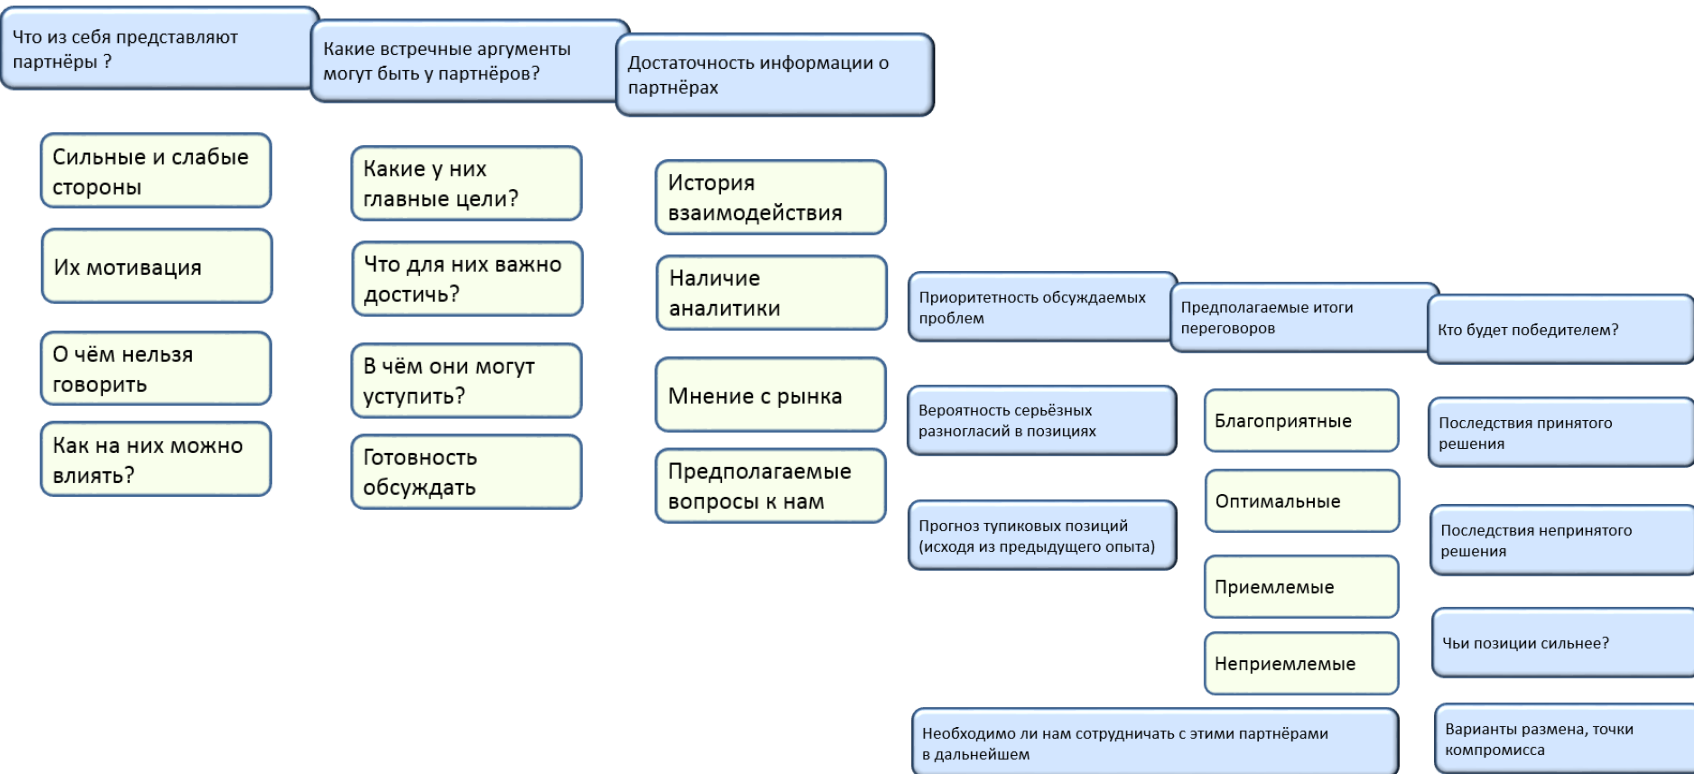 Что из себя представляют
партнёры ?
Сильные и слабые
стороны
Их мотивация
О чём нельзя
говорить
Как на них можно
влиять?
Какие встречные аргументы
могут быть у партнёров?
Какие у них
главные цели?
Что для них важно
достичь?
В чём они могут
уступить?
Готовность
обсуждать
Достаточность информации о
партнёрах
История
взаимодействия
Наличие
аналитики
Мнение с рынка
Предполагаемые
вопросы к нам
Приоритетность обсуждаемых
проблем
Вероятность серьёзных
разногласий в позициях
Прогноз тупиковых позиций
(исходя из предыдущего опыта)
Предполагаемые итоги
переговоров
Благоприятные
Оптимальные
Приемлемые
Неприемлемые
Необходимо ли нам сотрудничать с этими партнёрами
в дальнейшем
Кто будет победителем?
Последствия принятого
решения
Последствия непринятого
решения
Чьи позиции сильнее?
Варианты размена, точки
компромисса